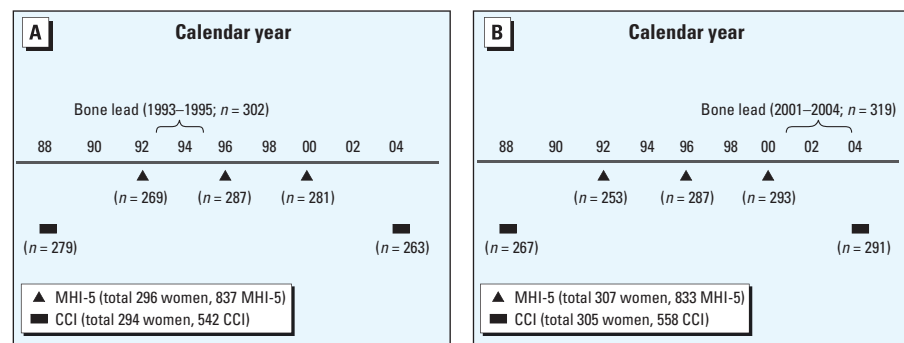 A
Calendar year
Bone lead (1993–1995; n = 302)
88 90 92 94 96 98 00 02 04
(n = 269) (n = 287) (n = 281)
(n = 279) (n = 263)
MHI-5 (total 296 women, 837 MHI-5)
CCI (total 294 women, 542 CCI)
B
Calendar year
Bone lead (2001–2004; n = 319)
88 90 92 94 96 98 00 02 04
(n = 253) (n = 287) (n = 293)
(n = 267) (n = 291)
MHI-5 (total 307 women, 833 MHI-5)
CCI (total 305 women, 558 CCI)